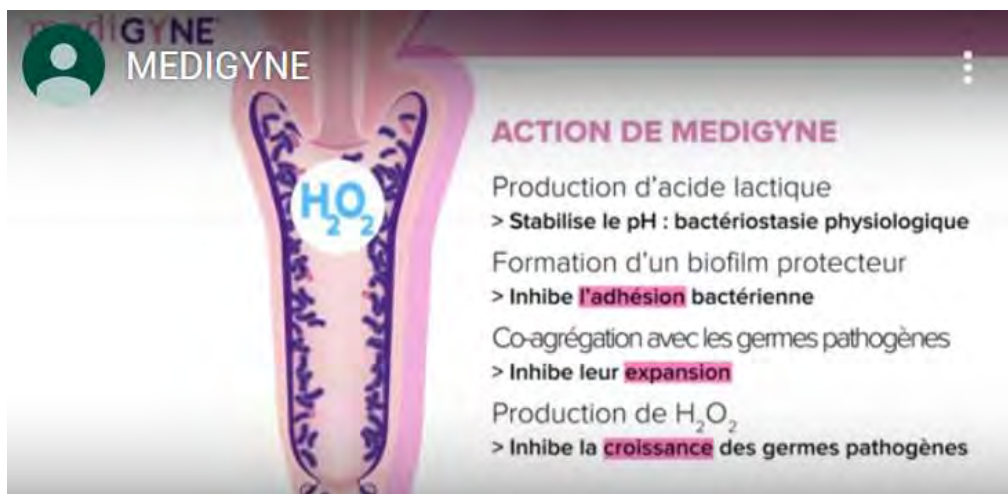 mediGYNE
MEDIGYNE
ACTION DE MEDIGYNE
Production d'acide lactique
> Stabilise le pH : bactériostasie physiologique
Formation d'un biofilm protecteur
> Inhibe l'adhésion bactérienne
Co-agrégation avec les germes pathogènes
> Inhibe leur expansion
Production de H₂O₂
> Inhibe la croissance des germes pathogènes
H₂O₂